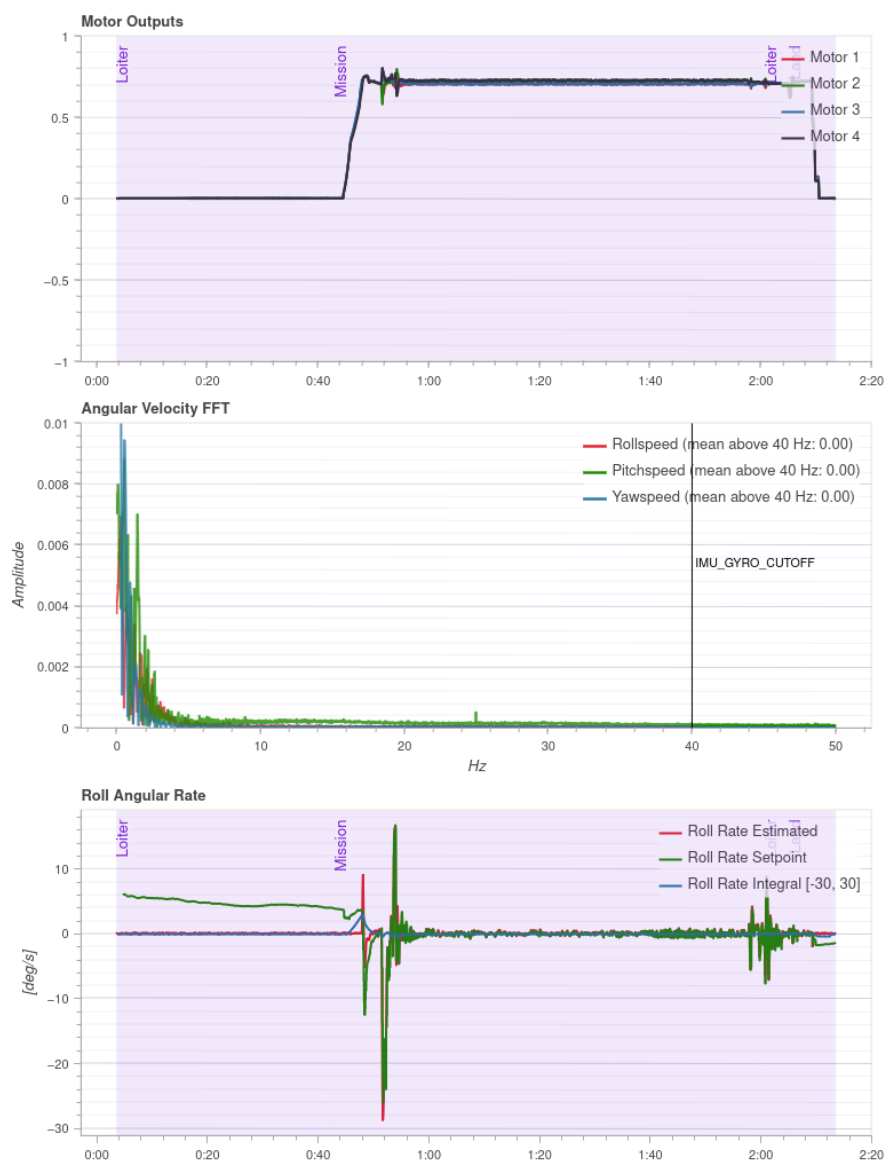 Motor Outputs
1
0.5
0
−0.5
−1
Loiter
Mission
Loiter
Land
Motor 1
Motor 2
Motor 3
Motor 4
0:00
0:20
0:40
1:00
1:20
1:40
2:00
2:20
Angular Velocity FFT
0.01
0.008
0.006
0.004
0.002
0
Amplitude
Rollspeed (mean above 40 Hz: 0.00)
Pitchspeed (mean above 40 Hz: 0.00)
Yawspeed (mean above 40 Hz: 0.00)
IMU_GYRO_CUTOFF
0
10
20
30
40
50
Hz
Roll Angular Rate
10
0
−10
−20
−30
[deg/s]
Loiter
Mission
Loiter
Land
Roll Rate Estimated
Roll Rate Setpoint
Roll Rate Integral [-30, 30]
0:00
0:20
0:40
1:00
1:20
1:40
2:00
2:20